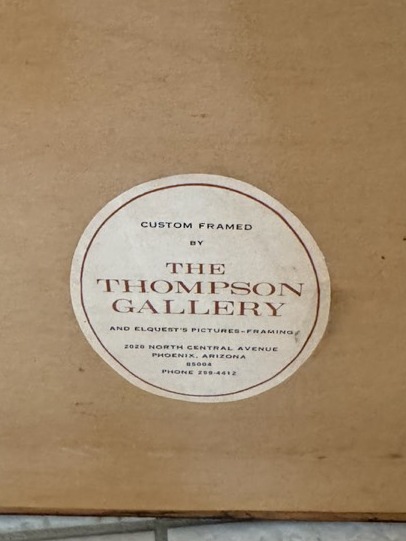 CUSTOM FRAMED
BY
THE
THOMPSON
GALLERY
AND ELQUEST'S PICTURES-FRAMING
2020 NORTH CENTRAL AVENUE
PHOENIX, ARIZONA
85004
PHONE 258-4412